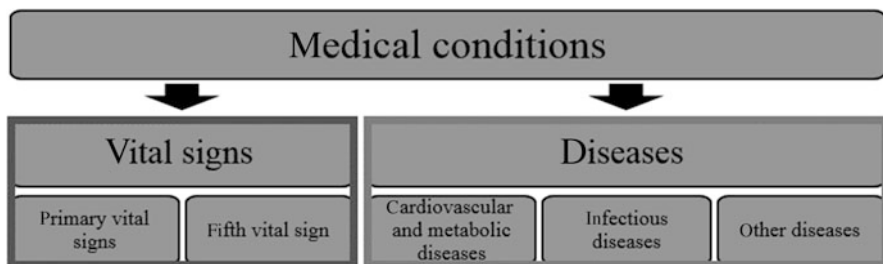 Medical conditions
Vital signs
Diseases
Primary vital
signs
Fifth vital sign
Cardiovascular
and metabolic
diseases
Infectious
diseases
Other diseases